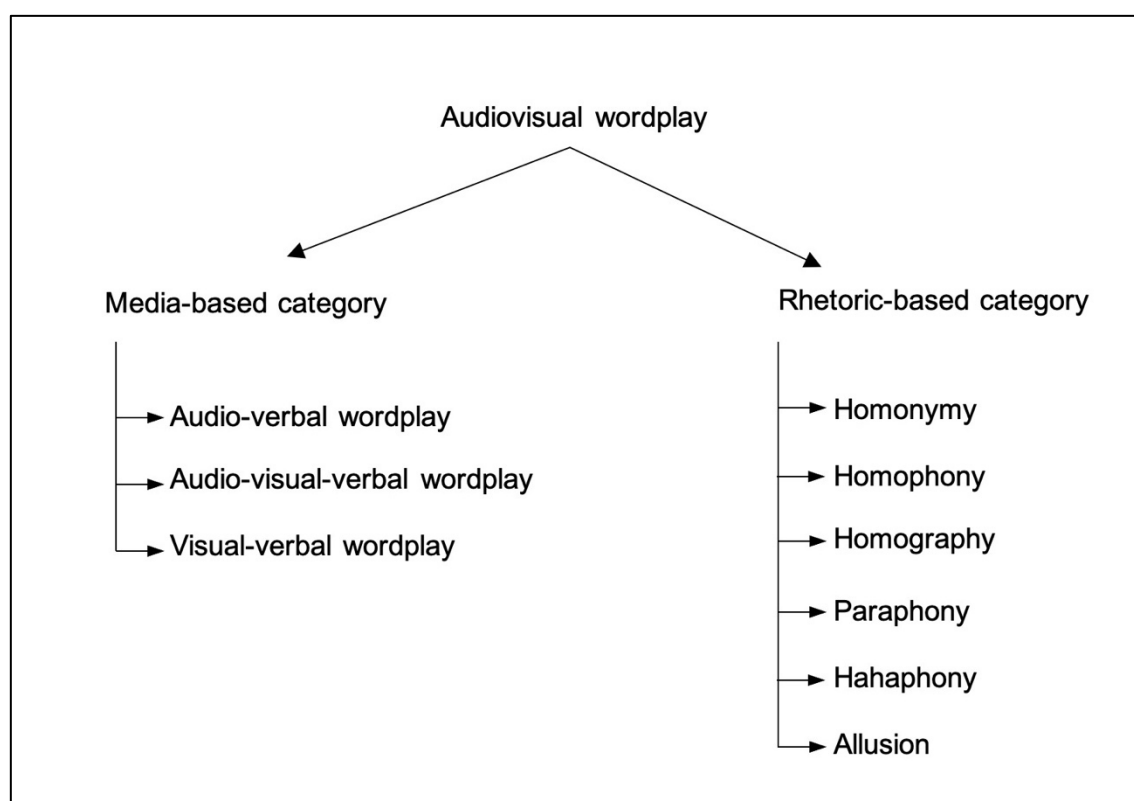 Audiovisual wordplay
Media-based category
Audio-verbal wordplay
Audio-visual-verbal wordplay
Visual-verbal wordplay
Rhetoric-based category
Homonymy
Homophony
Homography
Paraphony
Hahaphony
Allusion